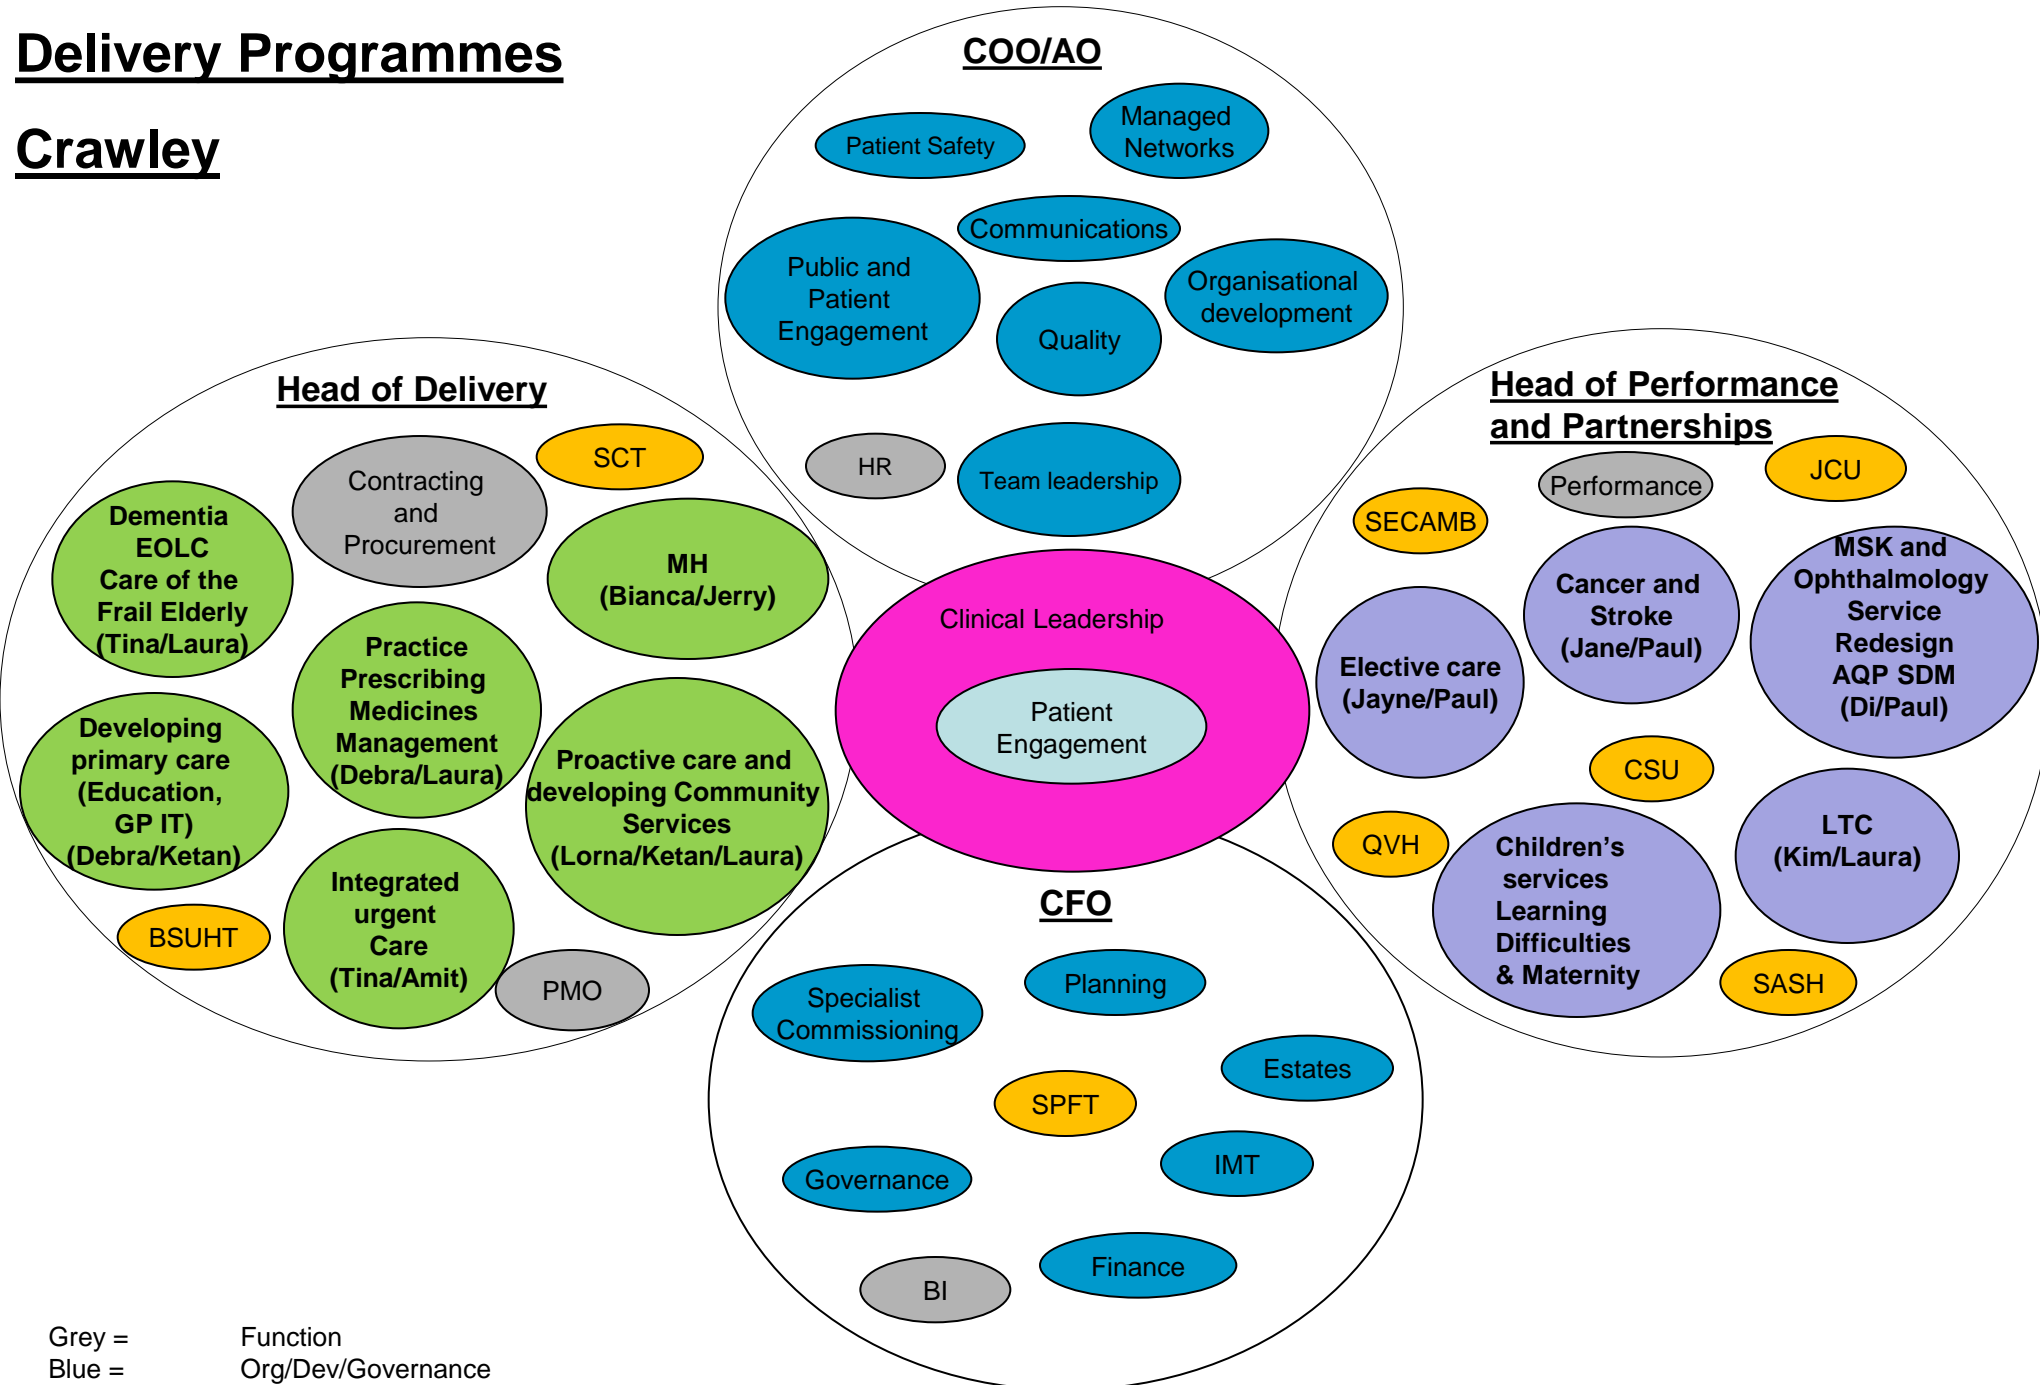 Delivery Programmes
Crawley
COO/AO
Patient Safety
Managed
Networks
Communications
Public and
Patient
Engagement
Organisational
development
Quality
HR
Team leadership
Head of Delivery
SCT
Contracting
and
Procurement
Dementia
EOLC
Care of the
Frail Elderly
(Tina/Laura)
MH
(Bianca/Jerry)
Practice
Prescribing
Medicines
Management
(Debra/Laura)
Developing
primary care
(Education,
GP IT)
(Debra/Ketan)
Proactive care and
developing Community
Services
(Lorna/Ketan/Laura)
Integrated
urgent
Care
(Tina/Amit)
BSUHT
PMO
Clinical Leadership
Patient
Engagement
Head of Performance
and Partnerships
JCU
Performance
SECAMB
Cancer and
Stroke
(Jane/Paul)
MSK and
Ophthalmology
Service
Redesign
AQP SDM
(Di/Paul)
Elective care
(Jayne/Paul)
CSU
QVH
Children’s
services
Learning
Difficulties
& Maternity
LTC
(Kim/Laura)
SASH
CFO
Specialist
Commissioning
Planning
Estates
SPFT
IMT
Governance
Finance
BI
Grey = Function
Blue = Org/Dev/Governance